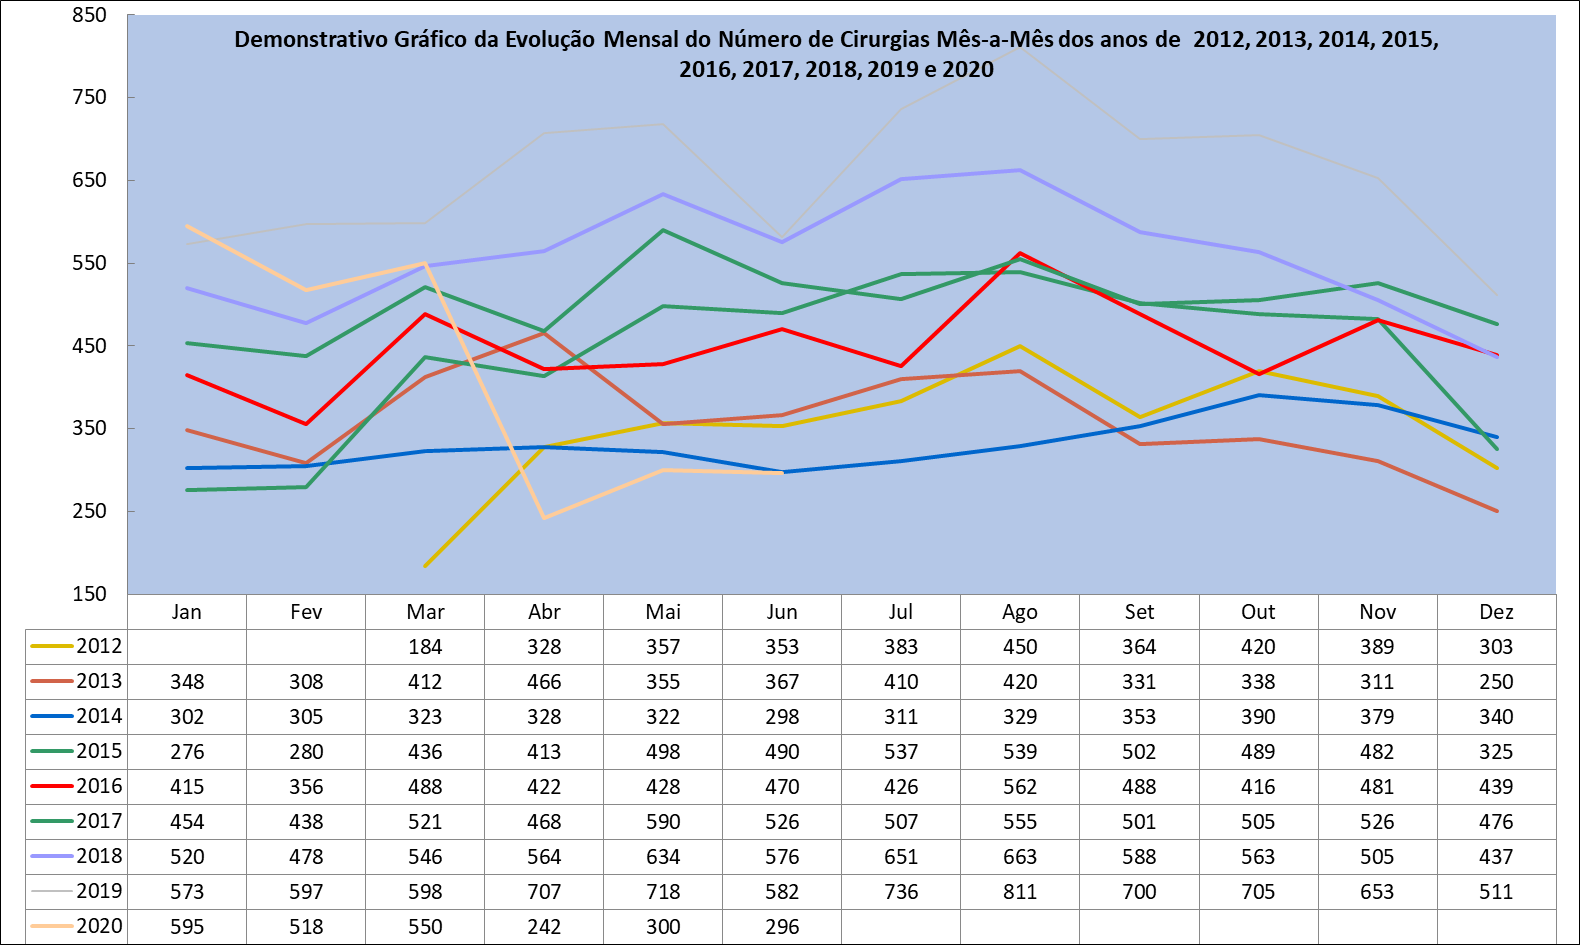 Demonstrativo Gráfico da Evolução Mensal do Número de Cirurgias Mês-a-Mês dos anos de 2012, 2013, 2014, 2015,
2016, 2017, 2018, 2019 e 2020
850
750
650
550
450
350
250
150
Jan Fev Mar Abr Mai Jun Jul Ago Set Out Nov Dez
2012 184 328 357 353 383 450 364 420 389 303
2013 348 308 412 466 355 367 410 420 331 338 311 250
2014 302 305 323 328 322 298 311 329 353 390 379 340
2015 276 280 436 413 498 490 537 539 502 489 482 325
2016 415 356 488 422 428 470 426 562 488 416 481 439
2017 454 438 521 468 590 526 507 555 501 505 526 476
2018 520 478 546 564 634 576 651 663 588 563 505 437
2019 573 597 598 707 718 582 736 811 700 705 653 511
2020 595 518 550 242 300 296